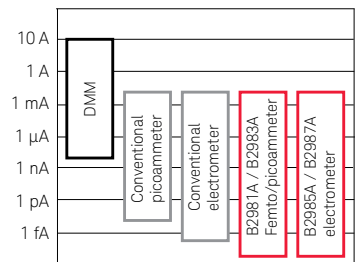 10 A
1 A
1 mA
1 µA
1 nA
1 pA
1 fA
DMM
Conventional
picoammeter
Conventional
electrometer
B2981A / B2983A
Femto/picoammeter
B2985A / B2987A
electrometer